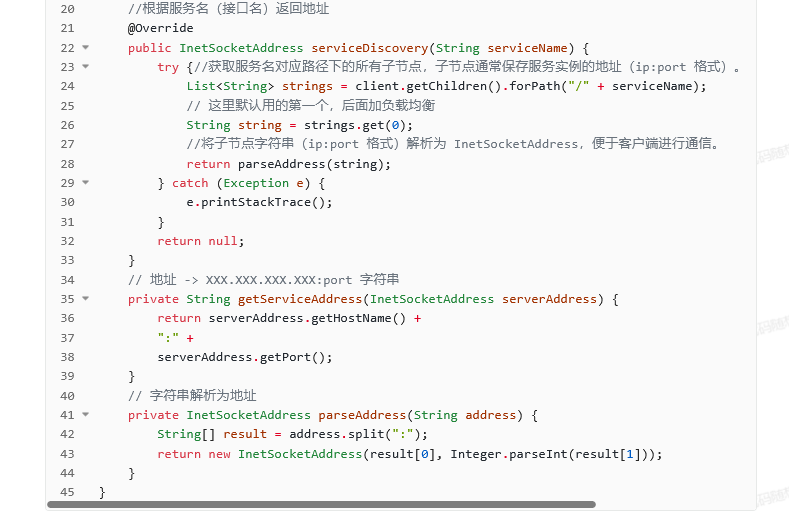 20 //根据服务名（接口名）返回地址
21 @Override
22 public InetSocketAddress serviceDiscovery(String serviceName) {
23 try {//获取服务名对应路径下的所有子节点，子节点通常保存服务实例的地址（ip:port 格式）。
24 List<String> strings = client.getChildren().forPath("/" + serviceName);
25 // 这里默认用的第一个，后面加负载均衡
26 String string = strings.get(0);
27 //将子节点字符串（ip:port 格式）解析为 InetSocketAddress，便于客户端进行通信。
28 return parseAddress(string);
29 } catch (Exception e) {
30 e.printStackTrace();
31 }
32 return null;
33 }
34 // 地址 -> XXX.XXX.XXX.XXX:port 字符串
35 private String getServiceAddress(InetSocketAddress serverAddress) {
36 return serverAddress.getHostName() +
37 ":" +
38 serverAddress.getPort();
39 }
40 // 字符串解析为地址
41 private InetSocketAddress parseAddress(String address) {
42 String[] result = address.split(":");
43 return new InetSocketAddress(result[0], Integer.parseInt(result[1]));
44 }
45 }